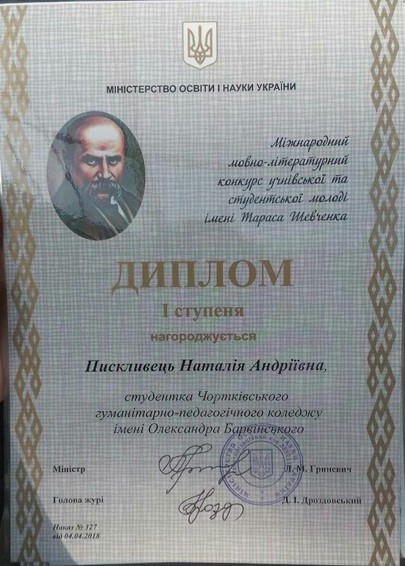 МІНІСТЕРСТВО ОСВІТИ І НАУКИ УКРАЇНИ
Міжнародний
мовно-літературний
конкурс учнівської та
студентської молоді
імені Тараса Шевченка
ДИПЛОМ
І ступеня
нагороджується
Пискливець Наталія Андріївна,
студентка Чортківського
гуманітарно-педагогічного коледжу
імені Олександра Барвінського
Міністр
Л. М. Гриневич
Голова журі
Д. І. Дроздовський
Наказ № 327
від 04.04.2018